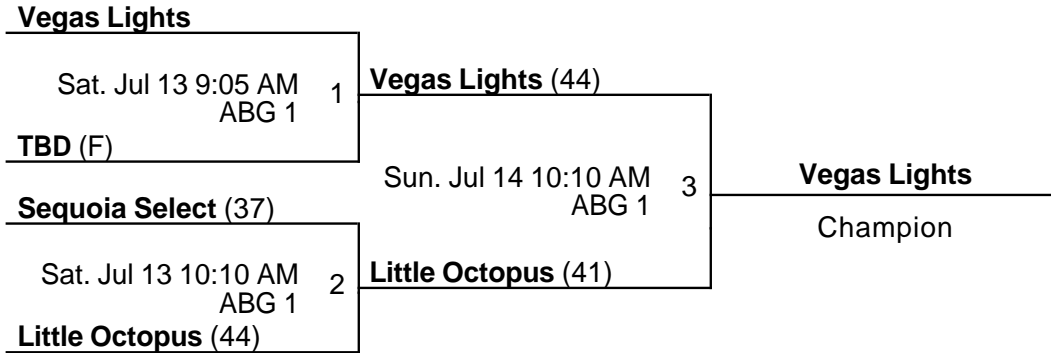 Vegas Lights
Sat. Jul 13 9:05 AM
ABG 1
1
TBD (F)
Vegas Lights (44)
Sequoia Select (37)
Sat. Jul 13 10:10 AM
ABG 1
2
Little Octopus (44)
Sun. Jul 14 10:10 AM
ABG 1
3
Little Octopus (41)
Vegas Lights
Champion